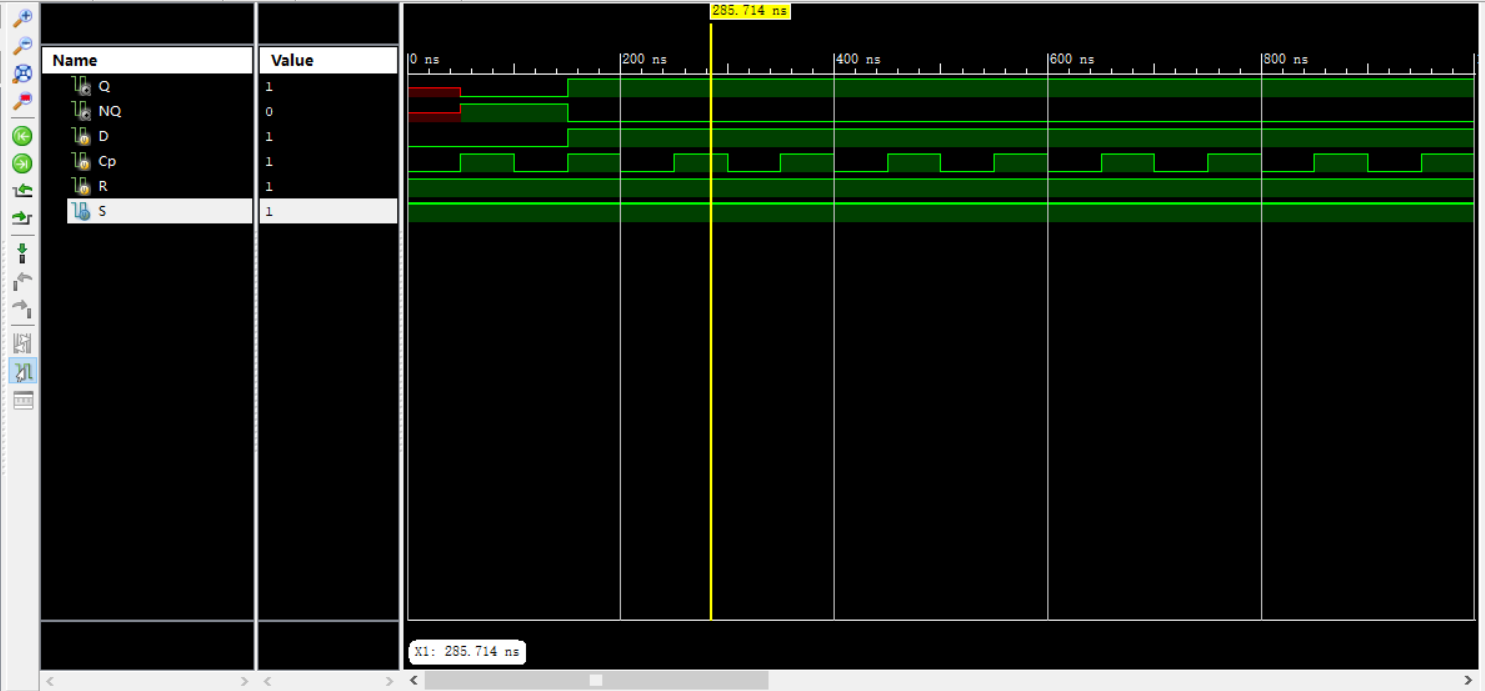 285.714 ns
Name Value
0 ns 200 ns 400 ns 600 ns 800 ns
Q 1
NQ 0
D 1
Cp 1
R 1
S 1
X1: 285.714 ns